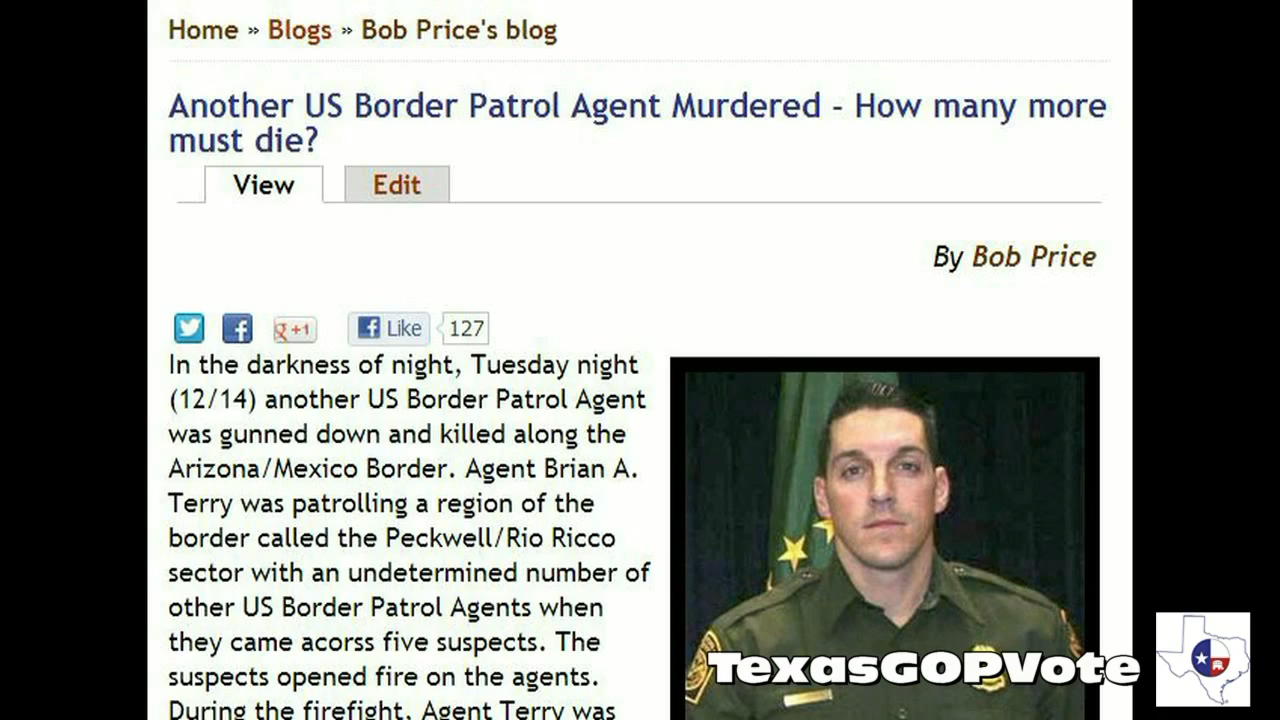 Home » Blogs » Bob Price's blog
Another US Border Patrol Agent Murdered - How many more
must die?
View
Edit
By Bob Price
+1
Like
127
In the darkness of night, Tuesday night
(12/14) another US Border Patrol Agent
was gunned down and killed along the
Arizona/Mexico Border. Agent Brian A.
Terry was patrolling a region of the
border called the Peckwell/Rio Ricco
sector with an undetermined number of
other US Border Patrol Agents when
they came acorss five suspects. The
suspects opened fire on the agents.
During the firefight, Agent Terry was
TexasGOPVote